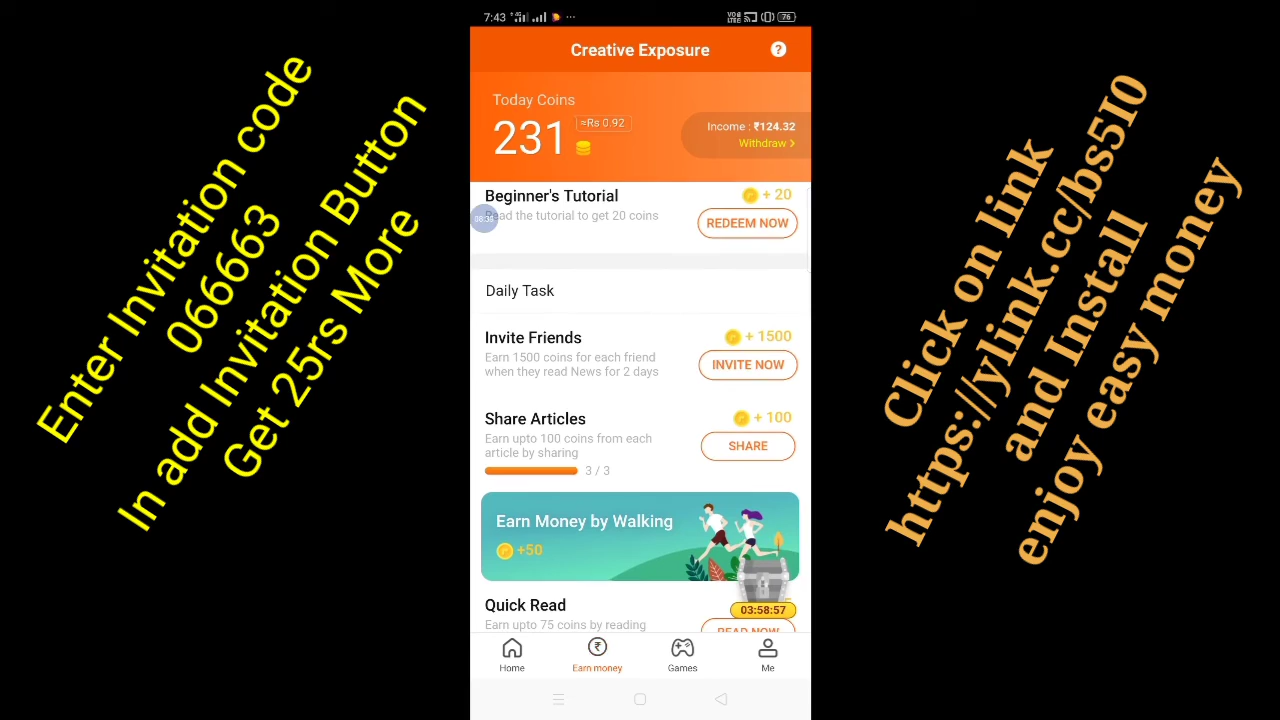 Enter Invitation code
066663
In add Invitation Button
Get 25rs More
7:43
76
Creative Exposure
?
Today Coins
231
≈Rs 0.92
Income : ₹124.32
Withdraw >
Beginner's Tutorial
+ 20
Read the tutorial to get 20 coins
REDEEM NOW
Daily Task
Invite Friends
+ 1500
Earn 1500 coins for each friend
when they read News for 2 days
INVITE NOW
Share Articles
+ 100
Earn upto 100 coins from each
article by sharing
SHARE
3 / 3
Earn Money by Walking
+50
03:58:57
Quick Read
Earn upto 75 coins by reading
READ NOW
Home
Earn money
Games
Me
Click on link
https://ylink.cc/bs5I0
and Install
enjoy easy money